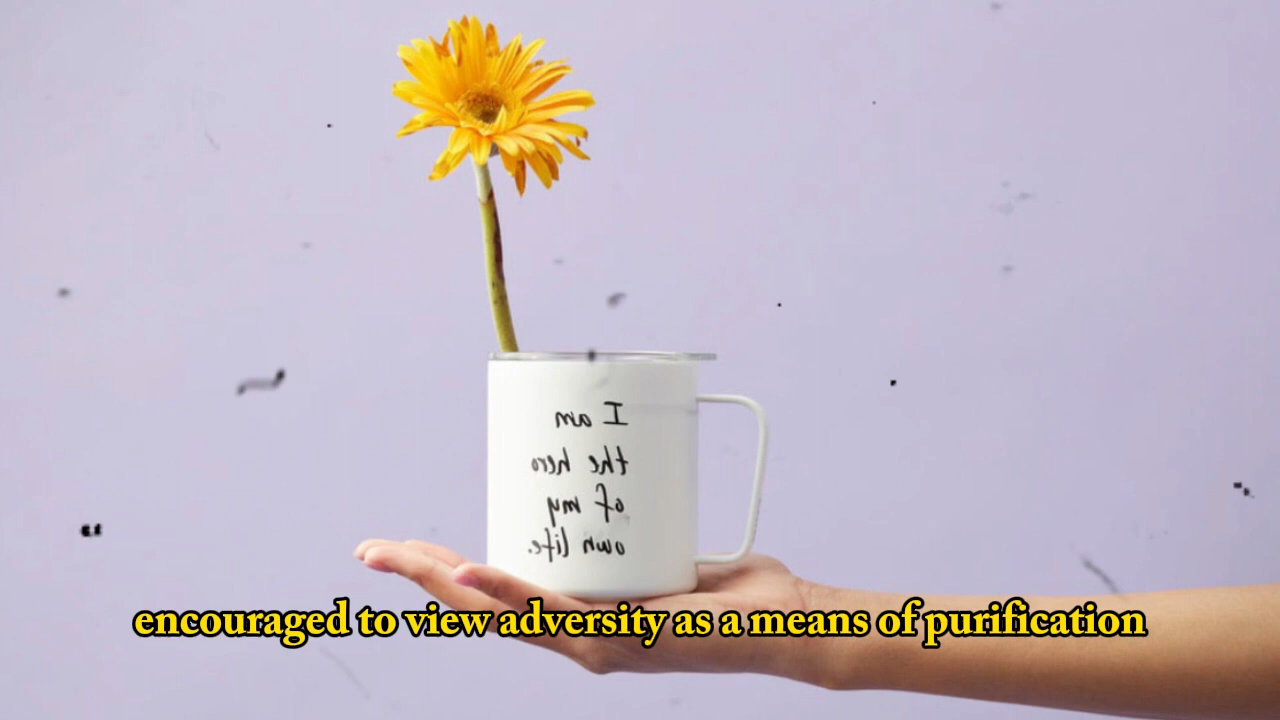 I am
the hero
of my
own life.
encouraged to view adversity as a means of purification